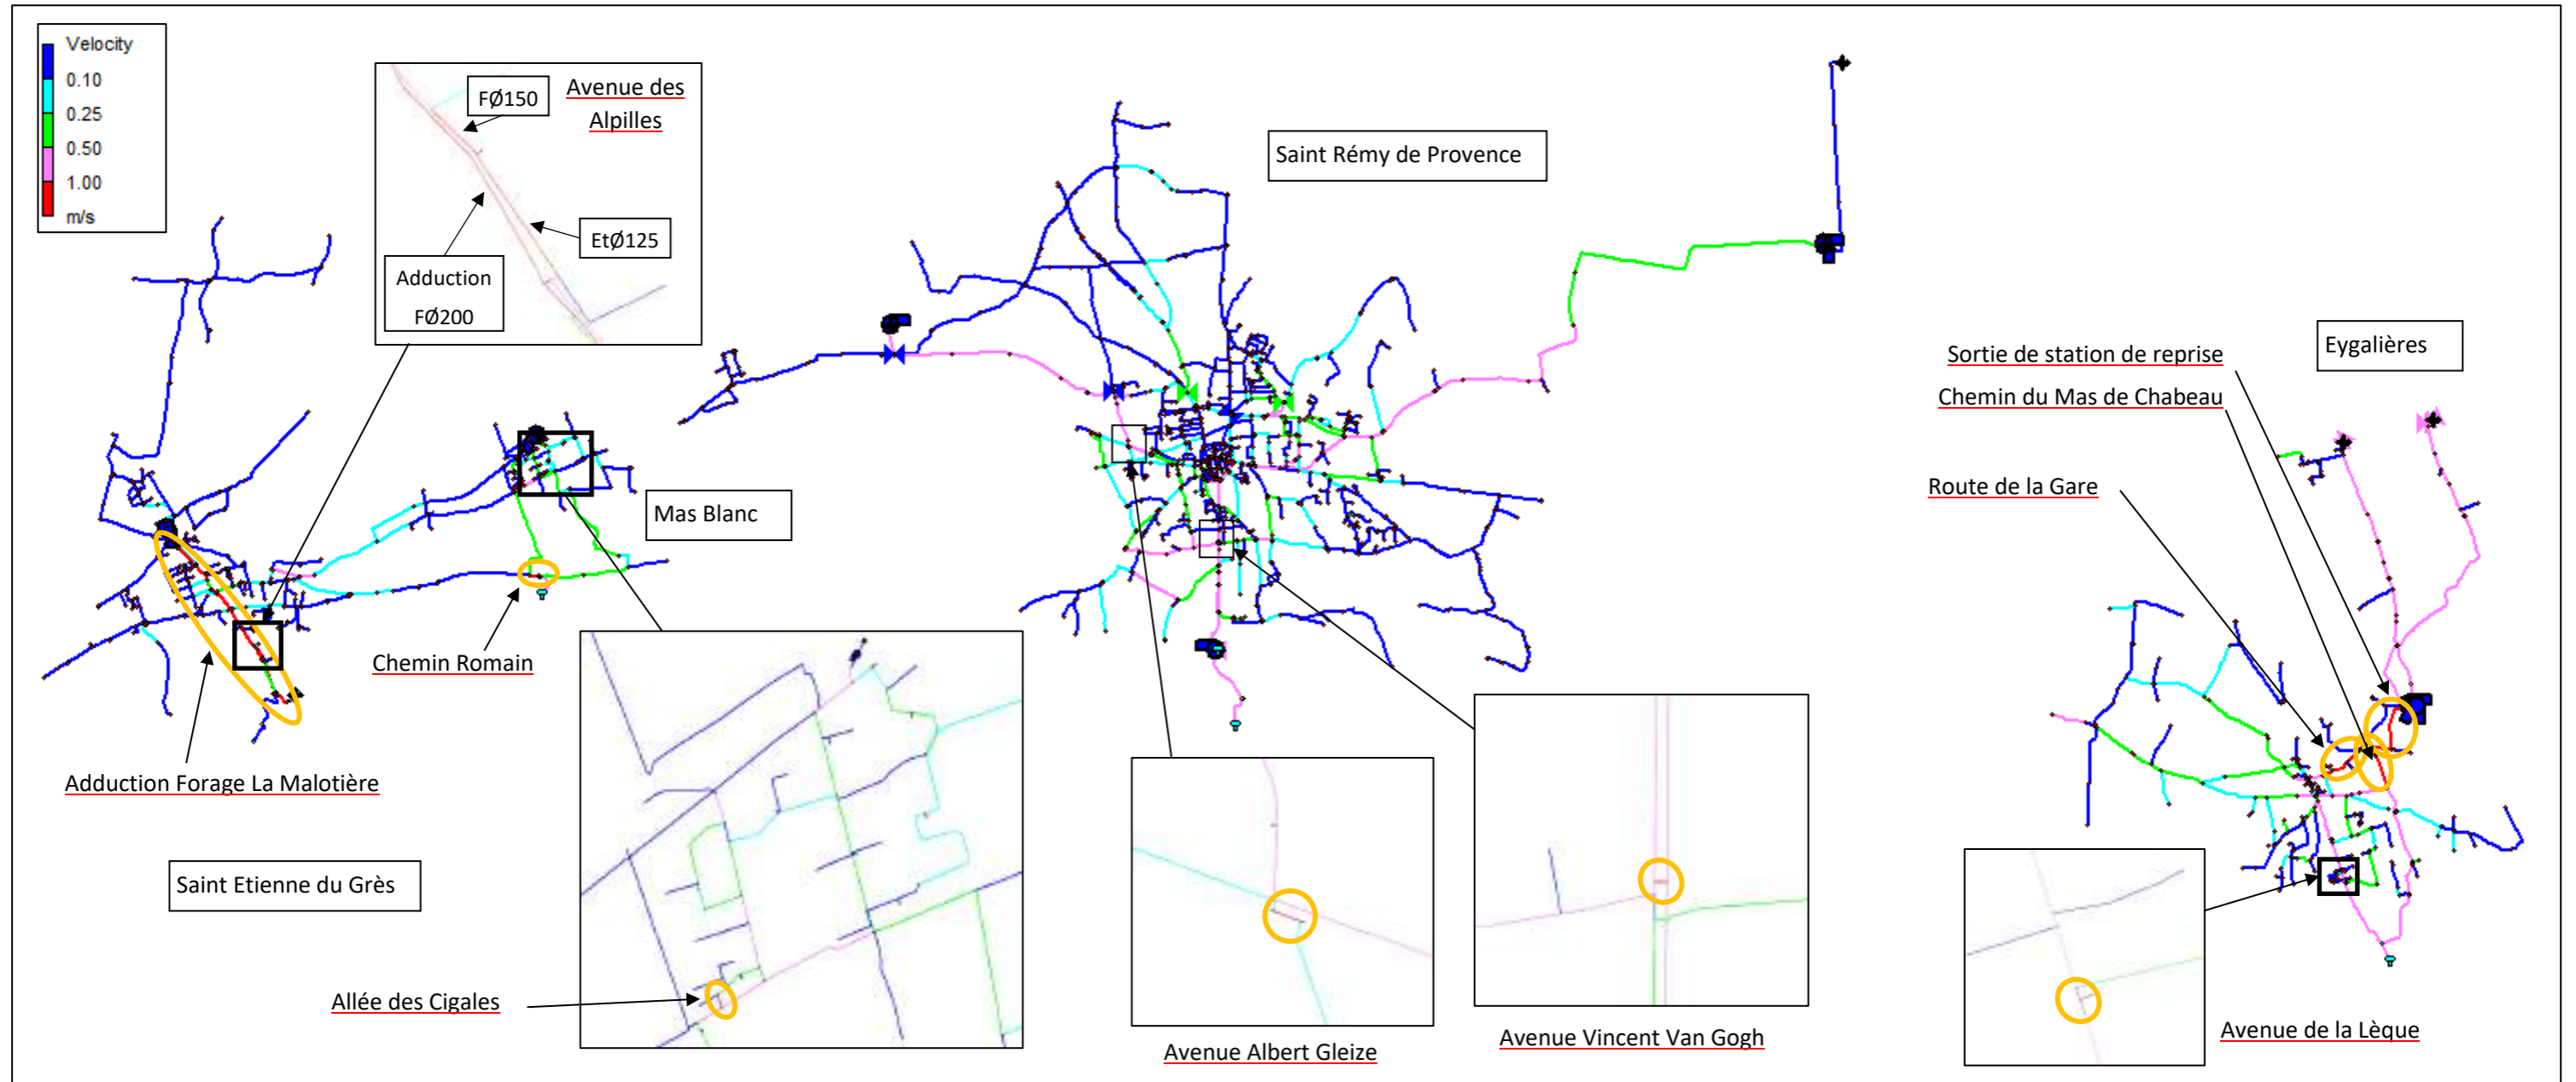 Velocity
0.10
0.25
0.50
1.00
m/s
FØ150
Avenue des
Alpilles
EtØ125
Adduction
FØ200
Saint Rémy de Provence
Eygalières
Sortie de station de reprise
Chemin du Mas de Chabeau
Route de la Gare
Mas Blanc
Chemin Romain
Adduction Forage La Malotière
Saint Etienne du Grès
Allée des Cigales
Avenue Albert Gleize
Avenue Vincent Van Gogh
Avenue de la Lèque